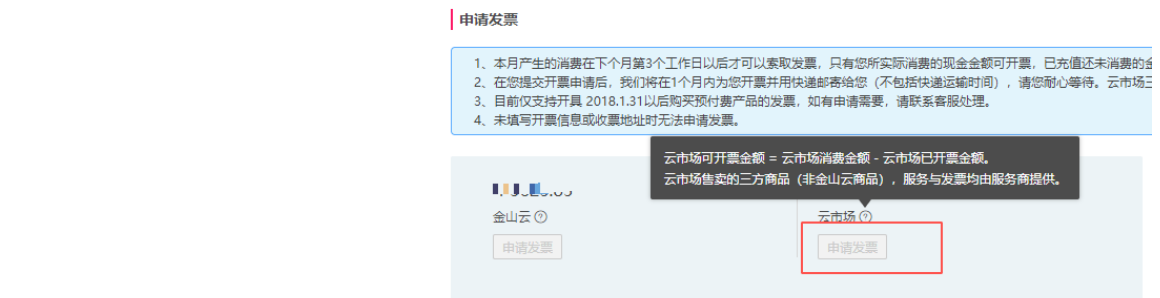 申请发票
1、本月产生的消费在下个月第3个工作日以后才可以索取发票，只有您所实际消费的现金金额可开票，已充值还未消费的金
2、在您提交开票申请后，我们将在1个月内为您开票并用快递邮寄给您（不包括快递运输时间），请您耐心等待。云市场三
3、目前仅支持开具 2018.1.31以后购买预付费产品的发票，如有申请需要，请联系客服处理。
4、未填写开票信息或收票地址时无法申请发票。
云市场可开票金额 = 云市场消费金额 - 云市场已开票金额。
云市场售卖的三方商品（非金山云商品），服务与发票均由服务商提供。
金山云 ?
云市场 ?
申请发票
申请发票